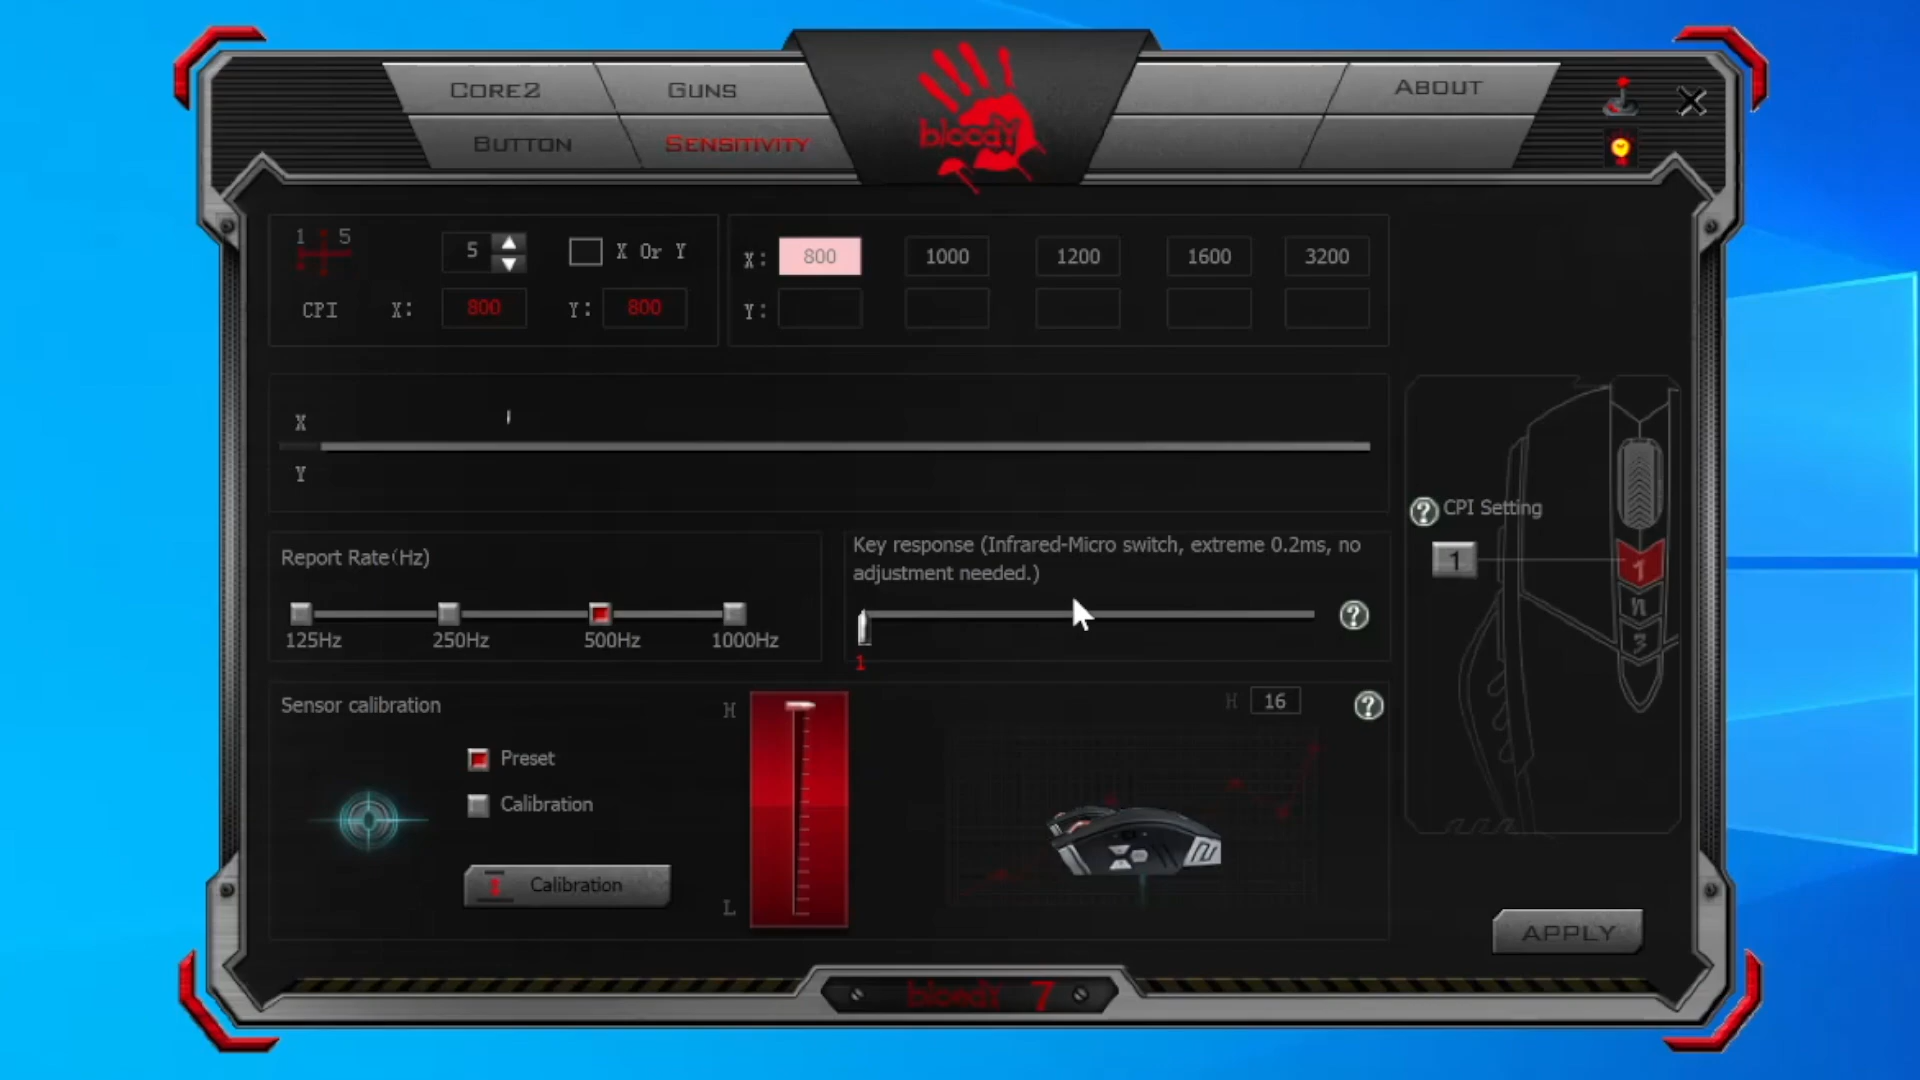 CORE2
GUNS
ABOUT
BUTTON
SENSITIVITY
bloody
1 5
5
X Or Y
CPI X: 800 Y: 800
X: 800 1000 1200 1600 3200
Y:
X
Y
CPI Setting
1
1
N
3
Report Rate(Hz)
125Hz 250Hz 500Hz 1000Hz
Key response (Infrared-Micro switch, extreme 0.2ms, no
adjustment needed.)
1
Sensor calibration
Preset
Calibration
Calibration
H
L
H 16
APPLY
bloody 7